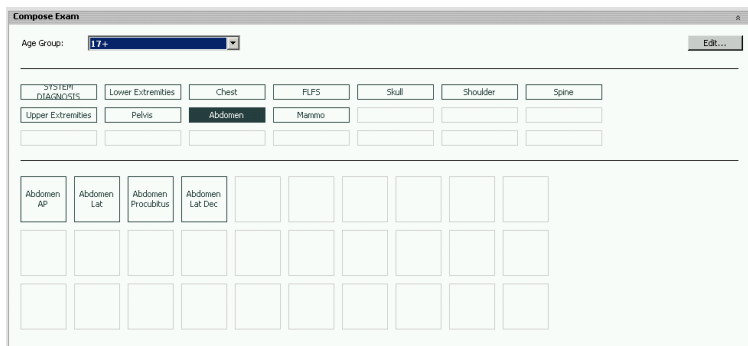 Compose Exam
Age Group: 17+ Edit...
SYSTEM DIAGNOSIS Lower Extremities Chest FLFS Skull Shoulder Spine
Upper Extremities Pelvis Abdomen Mammo
Abdomen AP Abdomen Lat Abdomen Procubitus Abdomen Lat Dec